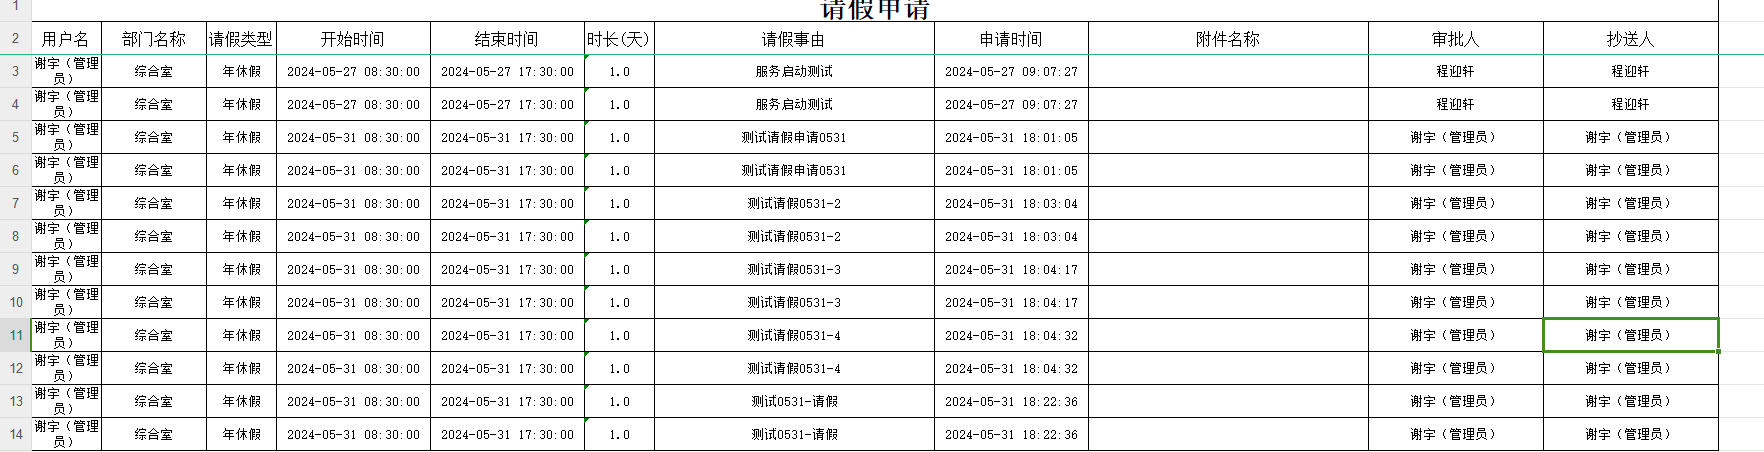 1 请假申请
2 用户名 部门名称 请假类型 开始时间 结束时间 时长(天) 请假事由 申请时间 附件名称 审批人 抄送人
3 谢宇（管理员） 综合室 年休假 2024-05-27 08:30:00 2024-05-27 17:30:00 1.0 服务启动测试 2024-05-27 09:07:27 程迎轩 程迎轩
4 谢宇（管理员） 综合室 年休假 2024-05-27 08:30:00 2024-05-27 17:30:00 1.0 服务启动测试 2024-05-27 09:07:27 程迎轩 程迎轩
5 谢宇（管理员） 综合室 年休假 2024-05-31 08:30:00 2024-05-31 17:30:00 1.0 测试请假申请0531 2024-05-31 18:01:05 谢宇（管理员） 谢宇（管理员）
6 谢宇（管理员） 综合室 年休假 2024-05-31 08:30:00 2024-05-31 17:30:00 1.0 测试请假申请0531 2024-05-31 18:01:05 谢宇（管理员） 谢宇（管理员）
7 谢宇（管理员） 综合室 年休假 2024-05-31 08:30:00 2024-05-31 17:30:00 1.0 测试请假0531-2 2024-05-31 18:03:04 谢宇（管理员） 谢宇（管理员）
8 谢宇（管理员） 综合室 年休假 2024-05-31 08:30:00 2024-05-31 17:30:00 1.0 测试请假0531-2 2024-05-31 18:03:04 谢宇（管理员） 谢宇（管理员）
9 谢宇（管理员） 综合室 年休假 2024-05-31 08:30:00 2024-05-31 17:30:00 1.0 测试请假0531-3 2024-05-31 18:04:17 谢宇（管理员） 谢宇（管理员）
10 谢宇（管理员） 综合室 年休假 2024-05-31 08:30:00 2024-05-31 17:30:00 1.0 测试请假0531-3 2024-05-31 18:04:17 谢宇（管理员） 谢宇（管理员）
11 谢宇（管理员） 综合室 年休假 2024-05-31 08:30:00 2024-05-31 17:30:00 1.0 测试请假0531-4 2024-05-31 18:04:32 谢宇（管理员） 谢宇（管理员）
12 谢宇（管理员） 综合室 年休假 2024-05-31 08:30:00 2024-05-31 17:30:00 1.0 测试请假0531-4 2024-05-31 18:04:32 谢宇（管理员） 谢宇（管理员）
13 谢宇（管理员） 综合室 年休假 2024-05-31 08:30:00 2024-05-31 17:30:00 1.0 测试0531-请假 2024-05-31 18:22:36 谢宇（管理员） 谢宇（管理员）
14 谢宇（管理员） 综合室 年休假 2024-05-31 08:30:00 2024-05-31 17:30:00 1.0 测试0531-请假 2024-05-31 18:22:36 谢宇（管理员） 谢宇（管理员）